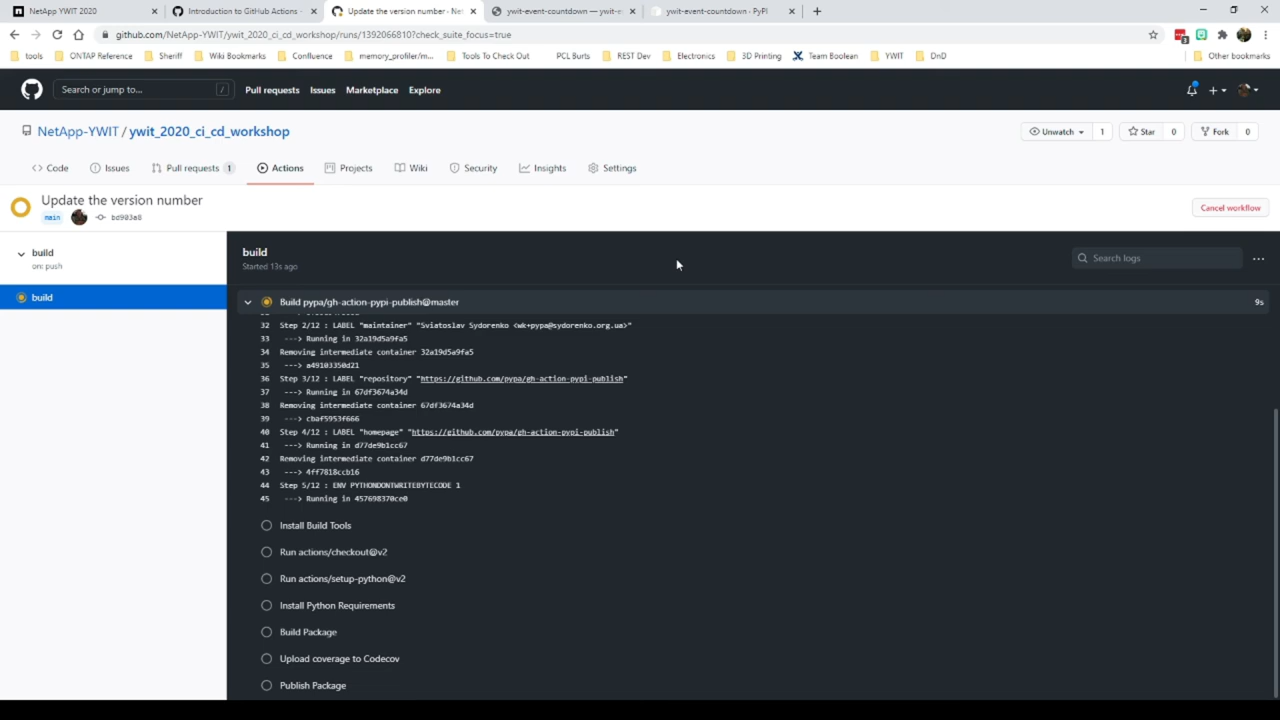 NetApp YWIT 2020
Introduction to GitHub Actions -
Update the version number · Net
ywit-event-countdown — ywit-e
ywit-event-countdown · PyPI
github.com/NetApp-YWIT/ywit_2020_ci_cd_workshop/runs/1392066810?check_suite_focus=true
tools
ONTAP Reference
Sheriff
Wiki Bookmarks
Confluence
memory_profiler/m...
Tools To Check Out
PCL Burts
REST Dev
Electronics
3D Printing
Team Boolean
YWIT
DnD
Other bookmarks
Search or jump to...
/
Pull requests
Issues
Marketplace
Explore
NetApp-YWIT / ywit_2020_ci_cd_workshop
Unwatch
1
Star
0
Fork
0
Code
Issues
Pull requests
1
Actions
Projects
Wiki
Security
Insights
Settings
Update the version number
main
bd903a8
Cancel workflow
build
on: push
build
build
Started 13s ago
Search logs
Build pypa/gh-action-pypi-publish@master
9s
32 Step 2/12 : LABEL "maintainer" "Sviatoslav Sydorenko <wk+pypa@sydorenko.org.ua>"
33 ---> Running in 32a19d5a9fa5
34 Removing intermediate container 32a19d5a9fa5
35 ---> a49103350d21
36 Step 3/12 : LABEL "repository" "https://github.com/pypa/gh-action-pypi-publish"
37 ---> Running in 67df3674a34d
38 Removing intermediate container 67df3674a34d
39 ---> cbaf5953f666
40 Step 4/12 : LABEL "homepage" "https://github.com/pypa/gh-action-pypi-publish"
41 ---> Running in d77de9b1cc67
42 Removing intermediate container d77de9b1cc67
43 ---> 4ff7818ccb16
44 Step 5/12 : ENV PYTHONDONTWRITEBYTECODE 1
45 ---> Running in 457698370ce0
Install Build Tools
Run actions/checkout@v2
Run actions/setup-python@v2
Install Python Requirements
Build Package
Upload coverage to Codecov
Publish Package